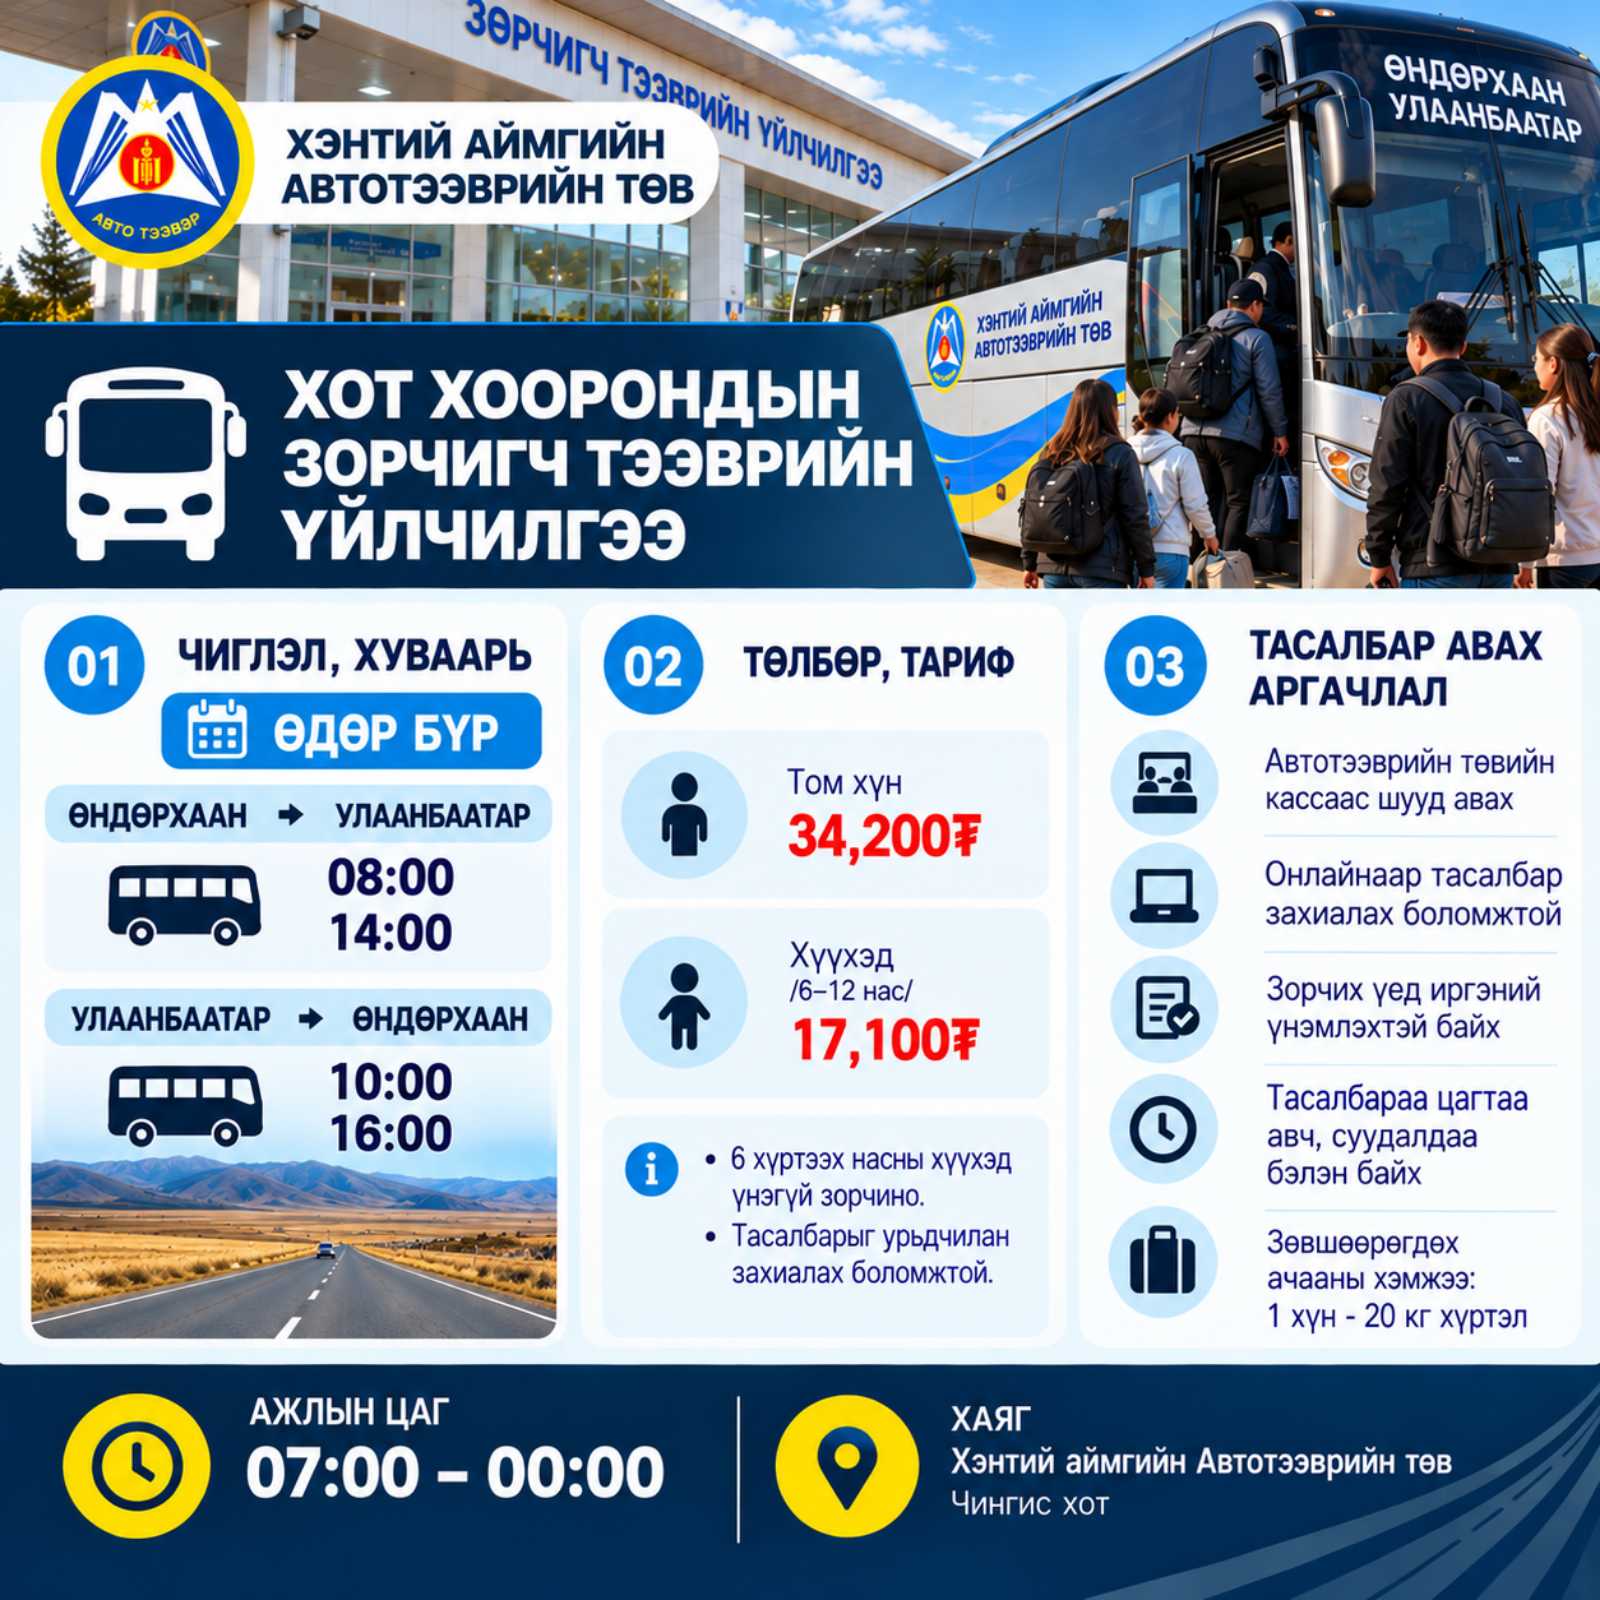 ЗӨРЧИГЧ ТЭЭВРИЙН ҮЙЛЧИЛГЭЭ
ӨНДӨРХААН
УЛААНБААТАР
АВТО ТЭЭВЭР
ХЭНТИЙ АЙМГИЙН
АВТОТЭЭВРИЙН ТӨВ
ХЭНТИЙ АЙМГИЙН
АВТОТЭЭВРИЙН ТӨВ
ХОТ ХООРОНДЫН
ЗОРЧИГЧ ТЭЭВРИЙН
ҮЙЛЧИЛГЭЭ
01
ЧИГЛЭЛ, ХУВААРЬ
ӨДӨР БҮР
ӨНДӨРХААН → УЛААНБААТАР
08:00
14:00
УЛААНБААТАР → ӨНДӨРХААН
10:00
16:00
02
ТӨЛБӨР, ТАРИФ
Том хүн
34,200₮
Хүүхэд
/6–12 нас/
17,100₮
• 6 хүртээх насны хүүхэд
үнэгүй зорчино.
• Тасалбарыг урьдчилан
захиалах боломжтой.
03
ТАСАЛБАР АВАХ
АРГАЧЛАЛ
Автотээврийн төвийн
кассаас шууд авах
Онлайнаар тасалбар
захиалах боломжтой
Зорчих үед иргэний
үнэмлэхтэй байх
Тасалбараа цагтаа
авч, суудалдаа
бэлэн байх
Зөвшөөрөгдөх
ачааны хэмжээ:
1 хүн - 20 кг хүртэл
АЖЛЫН ЦАГ
07:00 – 00:00
ХАЯГ
Хэнтий аймгийн Автотээврийн төв
Чингис хот